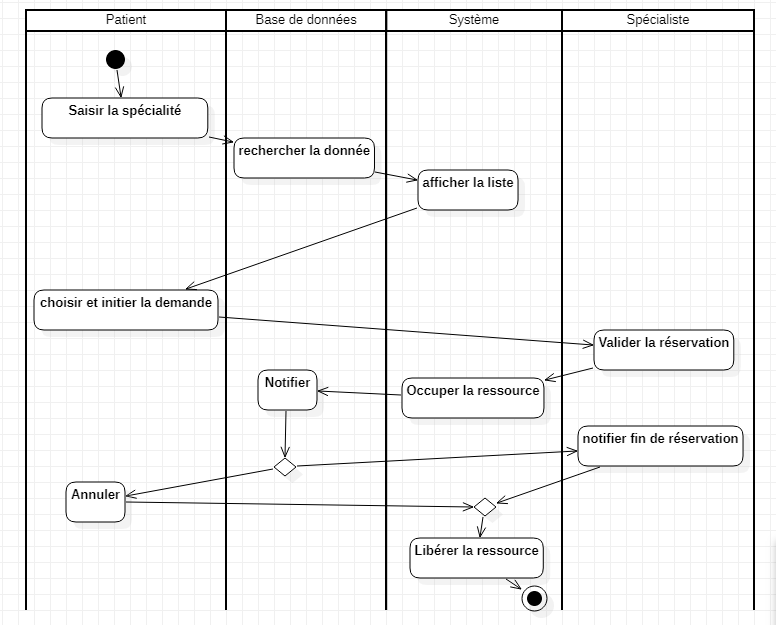 Patient
Base de données
Système
Spécialiste
Saisir la spécialité
rechercher la donnée
afficher la liste
choisir et initier la demande
Valider la réservation
Occuper la ressource
Notifier
notifier fin de réservation
Annuler
Libérer la ressource